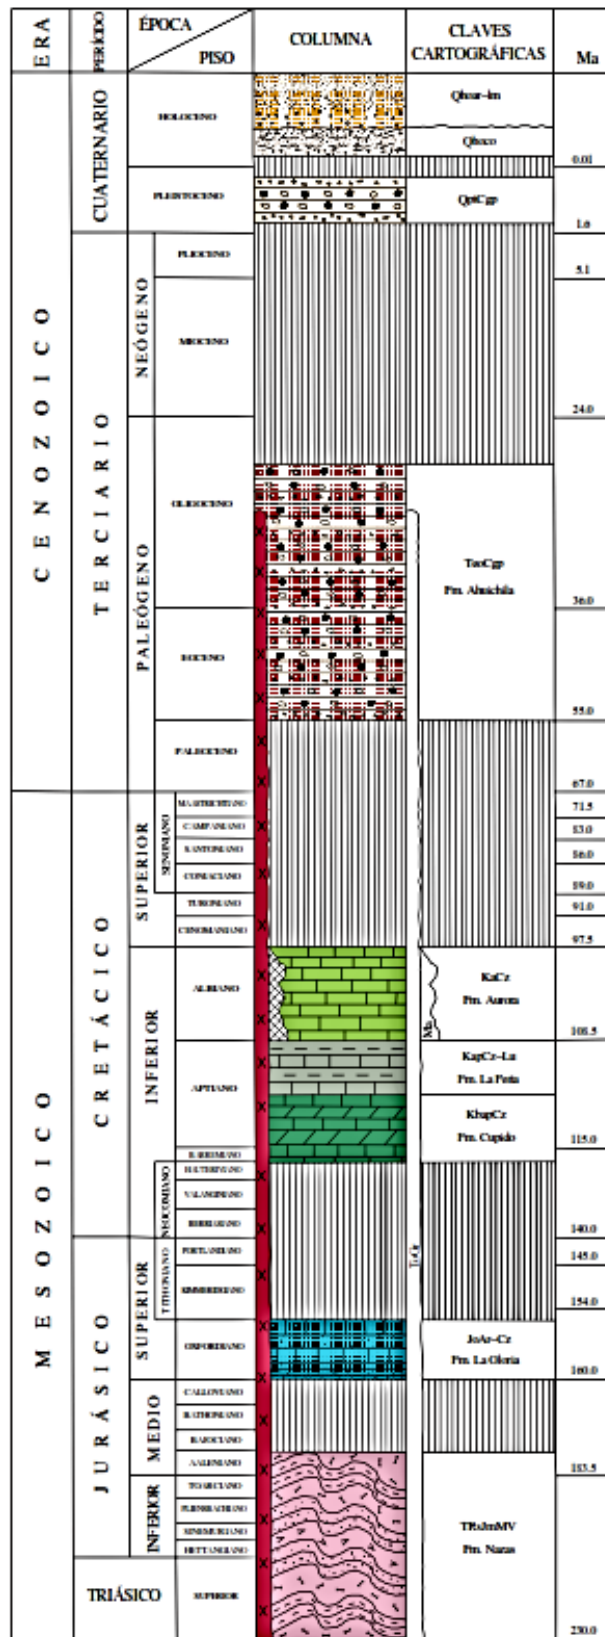 ERA
PERÍODO
ÉPOCA
PISO
COLUMNA
CLAVES
CARTOGRÁFICAS
Ma
CENOZOICO
CUATERNARIO
HOLOCENO
Qhoar-lm
Qhoco
0.01
PLEISTOCENO
QptCgp
1.6
TERCIARIO
NEÓGENO
PLIOCENO
5.1
MIOCENO
24.0
PALEÓGENO
OLIGOCENO
TeoCgp
Fm. Ahuichila
36.0
EOCENO
55.0
PALEOCENO
67.0
MESOZOICO
CRETÁCICO
SUPERIOR
SENONIANO
MAASTRICHTIANO
71.5
CAMPANIANO
83.0
SANTONIANO
86.0
CONIACIANO
89.0
TURONIANO
91.0
CENOMANIANO
97.5
INFERIOR
ALBIANO
KaCz
Fm. Aurora
Ma
108.5
APTIANO
KapCz-Lu
Fm. La Peña
KbapCz
Fm. Cupido
115.0
BARREMIANO
NEOCOMIANO
HAUTERIVIANO
VALANGINIANO
BERRIASIANO
140.0
JURÁSICO
SUPERIOR
TITHONIANO
PORTLANDIANO
145.0
KIMMERIDGIANO
154.0
OXFORDIANO
JoAr-Cz
Fm. La Gloria
160.0
MEDIO
CALLOVIANO
BATHONIANO
BAJOCIANO
AALENIANO
183.5
INFERIOR
TOARCIANO
PLIENSBACHIANO
SINEMURIANO
HETTANGIANO
TRsJmMV
Fm. Nazas
TRIÁSICO
SUPERIOR
230.0